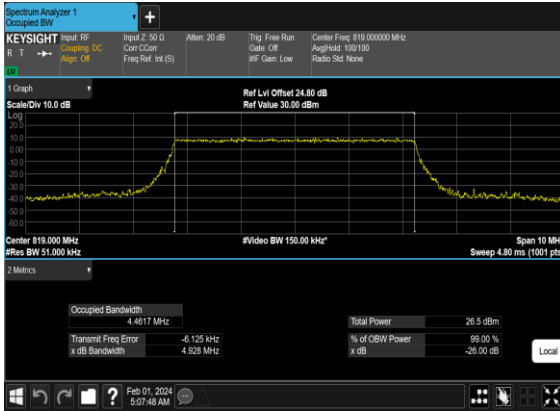 Spectrum Analyzer 1
Occupied BW
+
KEYSIGHT
R T
Input: RF
Coupling: DC
Align: Off
Input Z: 50 Ω
Corr CCorr
Freq Ref: Int (S)
Atten: 20 dB
Trig: Free Run
Gate: Off
#IF Gain: Low
Center Freq: 819.000000 MHz
Avg|Hold: 100/100
Radio Std: None
1 Graph
Scale/Div 10.0 dB
Ref Lvl Offset 24.80 dB
Ref Value 30.00 dBm
Log
20.0
10.0
0.00
-10.0
-20.0
-30.0
-40.0
-50.0
-60.0
Center 819.000 MHz
#Res BW 51.000 kHz
#Video BW 150.00 kHz*
Span 10 MH
Sweep 4.80 ms (1001 pts
2 Metrics
Occupied Bandwidth
4.4617 MHz
Total Power 26.5 dBm
Transmit Freq Error -6.125 kHz
% of OBW Power 99.00 %
x dB Bandwidth 4.928 MHz
x dB -26.00 dB
Local
?
Feb 01, 2024
5:07:48 AM